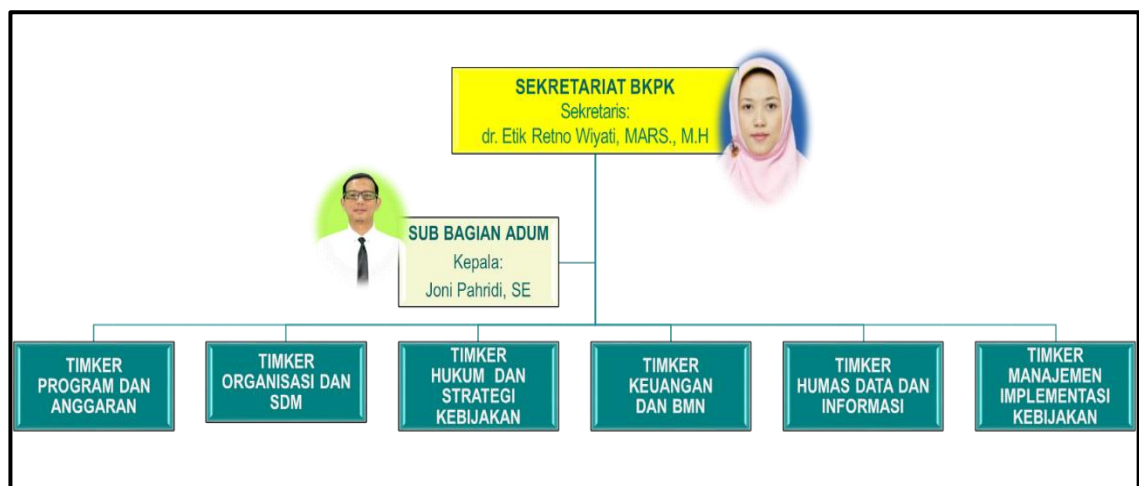 SEKRETARIAT BKPK
Sekretaris:
dr. Etik Retno Wiyati, MARS., M.H
SUB BAGIAN ADUM
Kepala:
Joni Pahridi, SE
TIMKER
PROGRAM DAN
ANGGARAN
TIMKER
ORGANISASI DAN
SDM
TIMKER
HUKUM DAN
STRATEGI
KEBIJAKAN
TIMKER
KEUANGAN
DAN BMN
TIMKER
HUMAS DATA DAN
INFORMASI
TIMKER
MANAJEMEN
IMPLEMENTASI
KEBIJAKAN